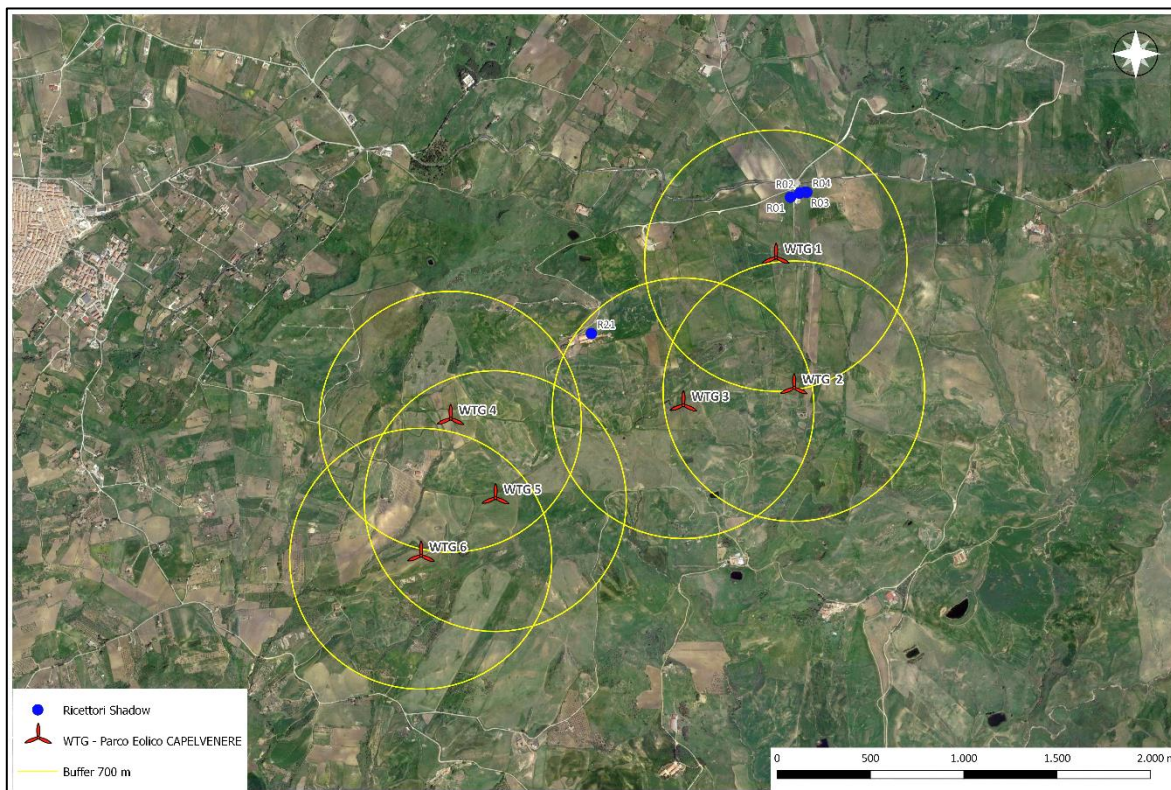 R02
R04
R01
R03
WTG 1
R21
WTG 2
WTG 3
WTG 4
WTG 5
WTG 6
Ricettori Shadow
WTG - Parco Eolico CAPELVENERE
Buffer 700 m
0 500 1.000 1.500 2.000 m